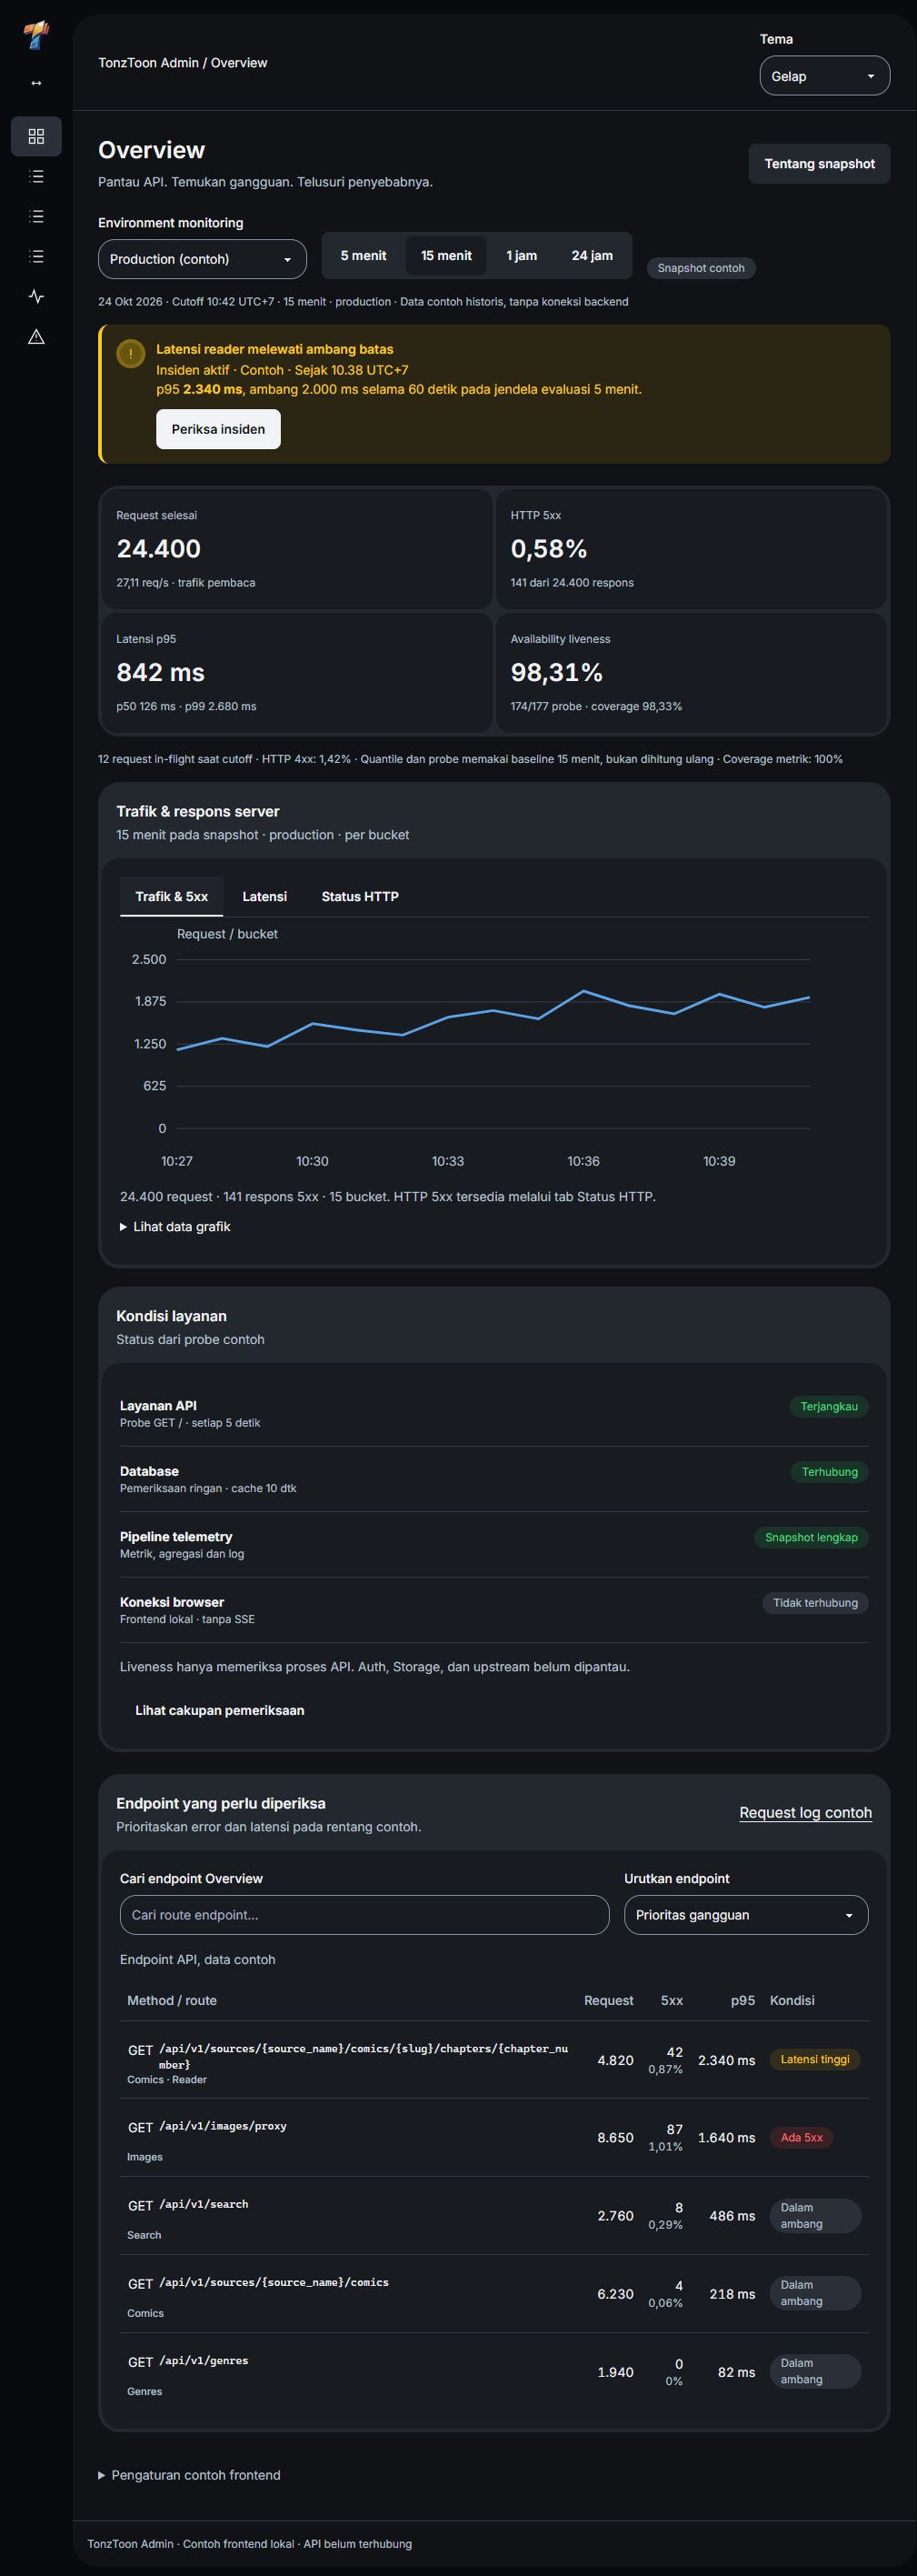 TonzToon Admin / Overview
Tema
Gelap
Overview
Pantau API. Temukan gangguan. Telusuri penyebabnya.
Tentang snapshot
Environment monitoring
Production (contoh)
5 menit
15 menit
1 jam
24 jam
Snapshot contoh
24 Okt 2026 · Cutoff 10:42 UTC+7 · 15 menit · production · Data contoh historis, tanpa koneksi backend
!
Latensi reader melewati ambang batas
Insiden aktif · Contoh · Sejak 10.38 UTC+7
p95 2.340 ms, ambang 2.000 ms selama 60 detik pada jendela evaluasi 5 menit.
Periksa insiden
Request selesai
24.400
27,11 req/s · trafik pembaca
HTTP 5xx
0,58%
141 dari 24.400 respons
Latensi p95
842 ms
p50 126 ms · p99 2.680 ms
Availability liveness
98,31%
174/177 probe · coverage 98,33%
12 request in-flight saat cutoff · HTTP 4xx: 1,42% · Quantile dan probe memakai baseline 15 menit, bukan dihitung ulang · Coverage metrik: 100%
Trafik & respons server
15 menit pada snapshot · production · per bucket
Trafik & 5xx
Latensi
Status HTTP
Request / bucket
2.500
1.875
1.250
625
0
10:27
10:30
10:33
10:36
10:39
24.400 request · 141 respons 5xx · 15 bucket. HTTP 5xx tersedia melalui tab Status HTTP.
Lihat data grafik
Kondisi layanan
Status dari probe contoh
Layanan API
Probe GET / · setiap 5 detik
Terjangkau
Database
Pemeriksaan ringan · cache 10 dtk
Terhubung
Pipeline telemetry
Metrik, agregasi dan log
Snapshot lengkap
Koneksi browser
Frontend lokal · tanpa SSE
Tidak terhubung
Liveness hanya memeriksa proses API. Auth, Storage, dan upstream belum dipantau.
Lihat cakupan pemeriksaan
Endpoint yang perlu diperiksa
Prioritaskan error dan latensi pada rentang contoh.
Request log contoh
Cari endpoint Overview
Cari route endpoint...
Urutkan endpoint
Prioritas gangguan
Endpoint API, data contoh
Method / route
Request
5xx
p95
Kondisi
GET /api/v1/sources/{source_name}/comics/{slug}/chapters/{chapter_nu
mber}
Comics · Reader
4.820
42
0,87%
2.340 ms
Latensi tinggi
GET /api/v1/images/proxy
Images
8.650
87
1,01%
1.640 ms
Ada 5xx
GET /api/v1/search
Search
2.760
8
0,29%
486 ms
Dalam
ambang
GET /api/v1/sources/{source_name}/comics
Comics
6.230
4
0,06%
218 ms
Dalam
ambang
GET /api/v1/genres
Genres
1.940
0
0%
82 ms
Dalam
ambang
Pengaturan contoh frontend
TonzToon Admin · Contoh frontend lokal · API belum terhubung